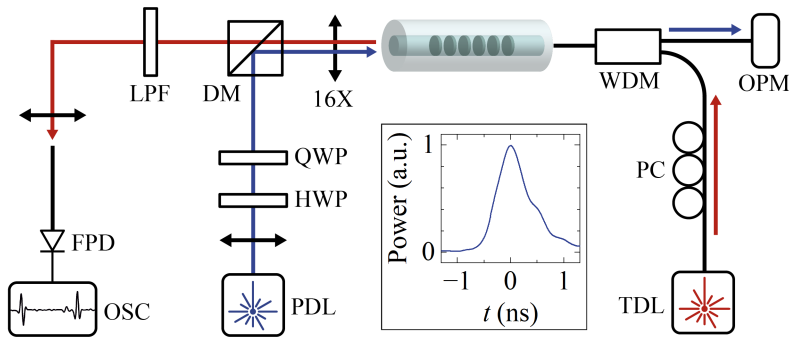 LPF
DM
16X
WDM
OPM
QWP
HWP
PC
FPD
OSC
PDL
TDL
Power (a.u.)
1
0
−1 0 1
t (ns)